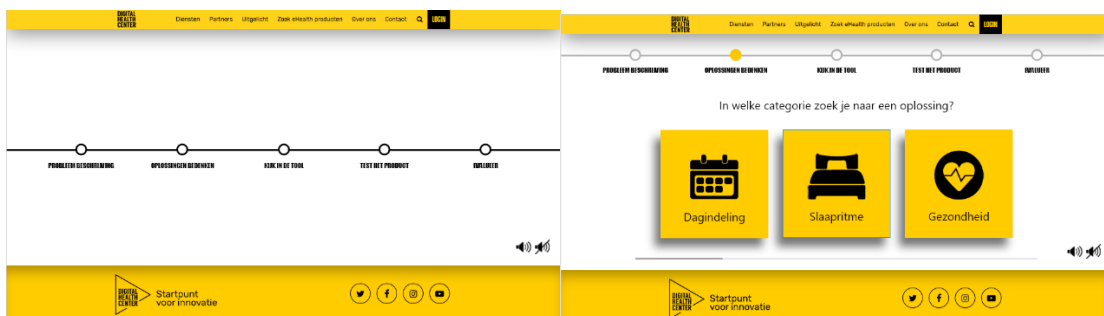 DIGITAL
HEALTH
CENTER
Diensten Partners Uitgelicht Zoek eHealth producten Over ons Contact LOGIN
PROBLEEM BESCHRIJVING OPLOSSINGEN BEDENKEN KIJK IN DE TOOL TEST HET PRODUCT EVALUEER
DIGITAL
HEALTH
CENTER
Startpunt
voor innovatie
DIGITAL
HEALTH
CENTER
Diensten Partners Uitgelicht Zoek eHealth producten Over ons Contact LOGIN
PROBLEEM BESCHRIJVING OPLOSSINGEN BEDENKEN KIJK IN DE TOOL TEST HET PRODUCT EVALUEER
In welke categorie zoek je naar een oplossing?
Dagindeling Slaapritme Gezondheid
DIGITAL
HEALTH
CENTER
Startpunt
voor innovatie